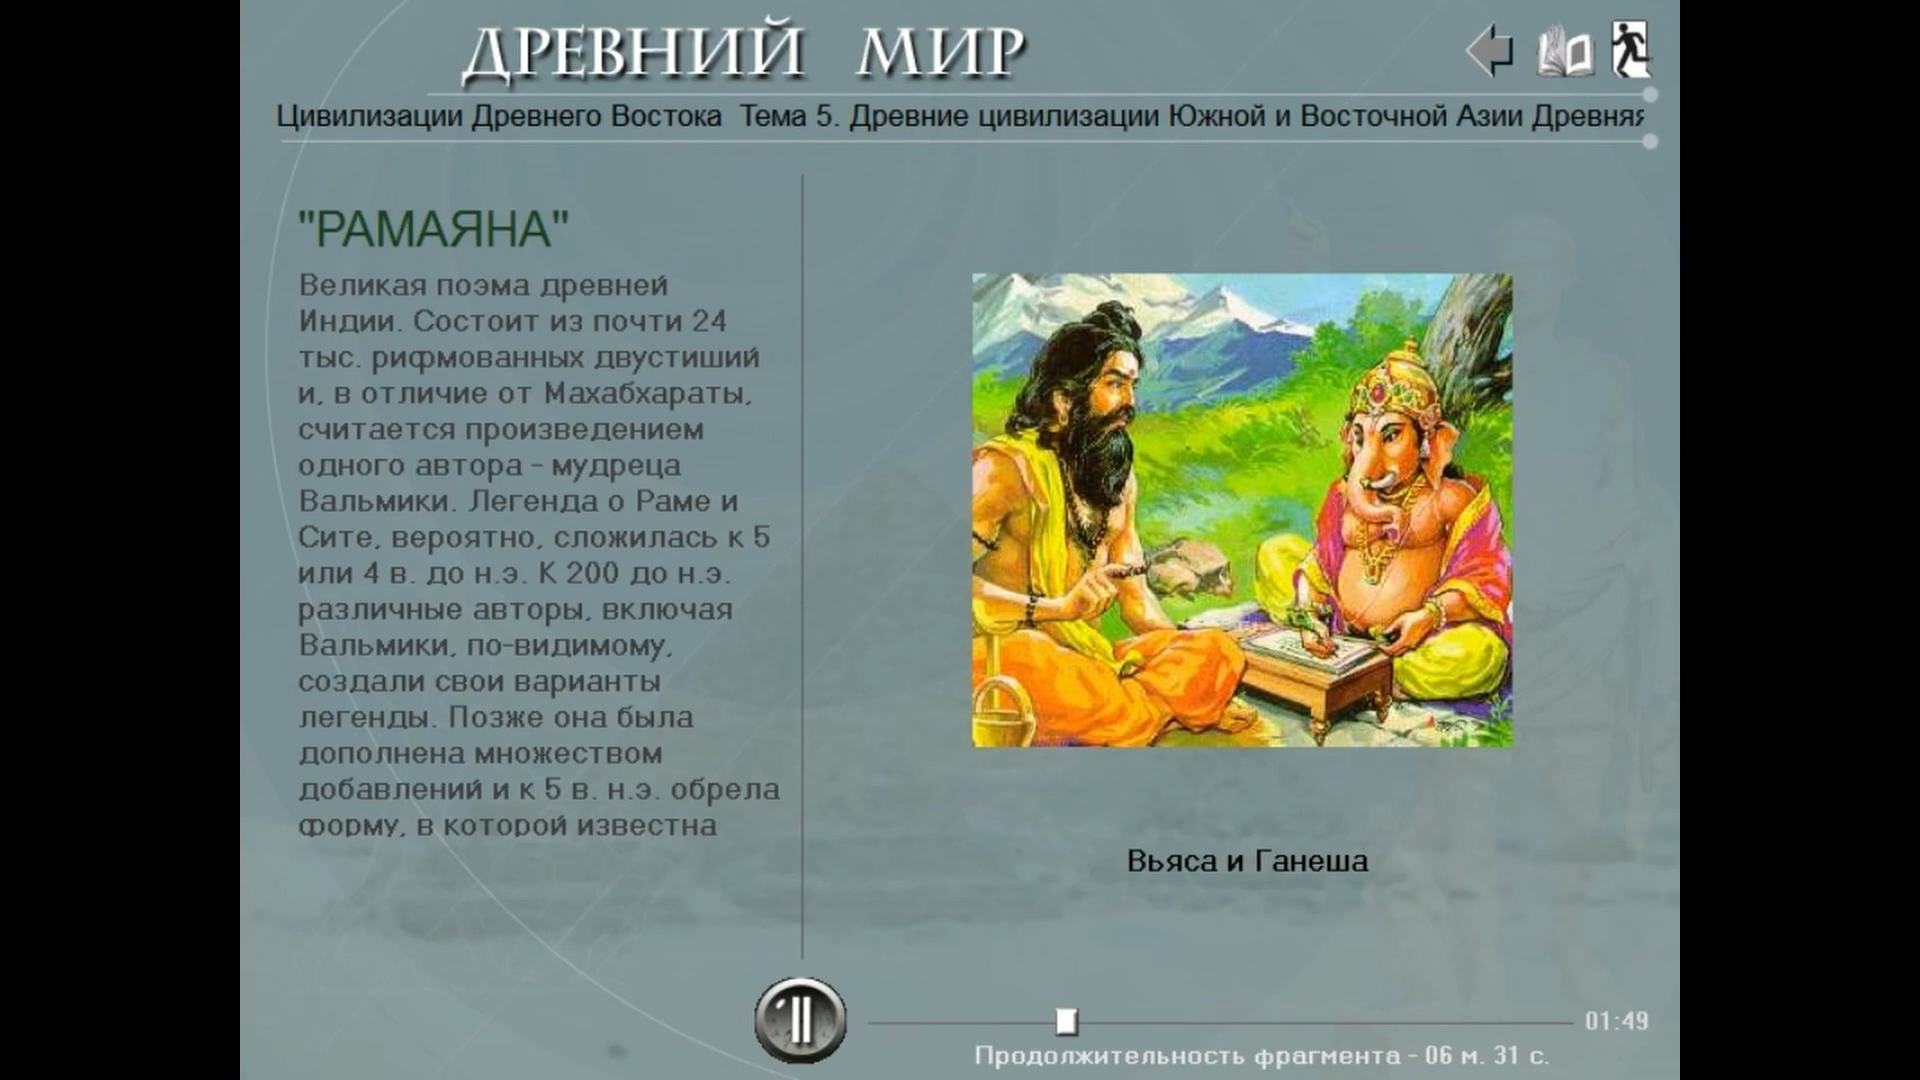 ДРЕВНИЙ МИР
Цивилизации Древнего Востока Тема 5. Древние цивилизации Южной и Восточной Азии Древняя
"РАМАЯНА"
Великая поэма древней
Индии. Состоит из почти 24
тыс. рифмованных двустиший
и, в отличие от Махабхараты,
считается произведением
одного автора - мудреца
Вальмики. Легенда о Раме и
Сите, вероятно, сложилась к 5
или 4 в. до н.э. К 200 до н.э.
различные авторы, включая
Вальмики, по-видимому,
создали свои варианты
легенды. Позже она была
дополнена множеством
добавлений и к 5 в. н.э. обрела
форму, в которой известна
Вьяса и Ганеша
01:49
Продолжительность фрагмента - 06 м. 31 с.